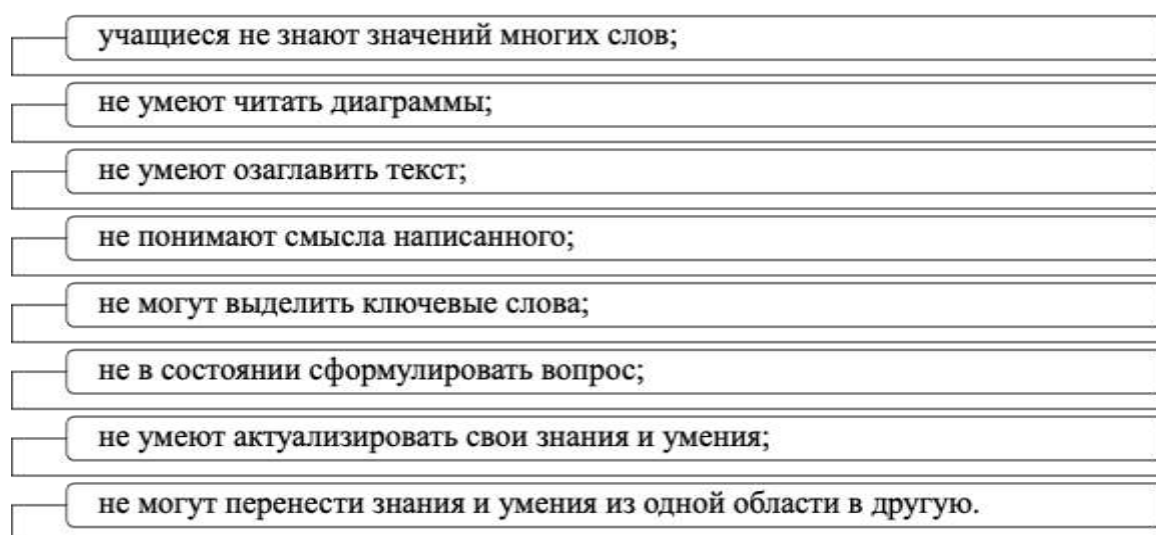 учащиеся не знают значений многих слов;
не умеют читать диаграммы;
не умеют озаглавить текст;
не понимают смысла написанного;
не могут выделить ключевые слова;
не в состоянии сформулировать вопрос;
не умеют актуализировать свои знания и умения;
не могут перенести знания и умения из одной области в другую.